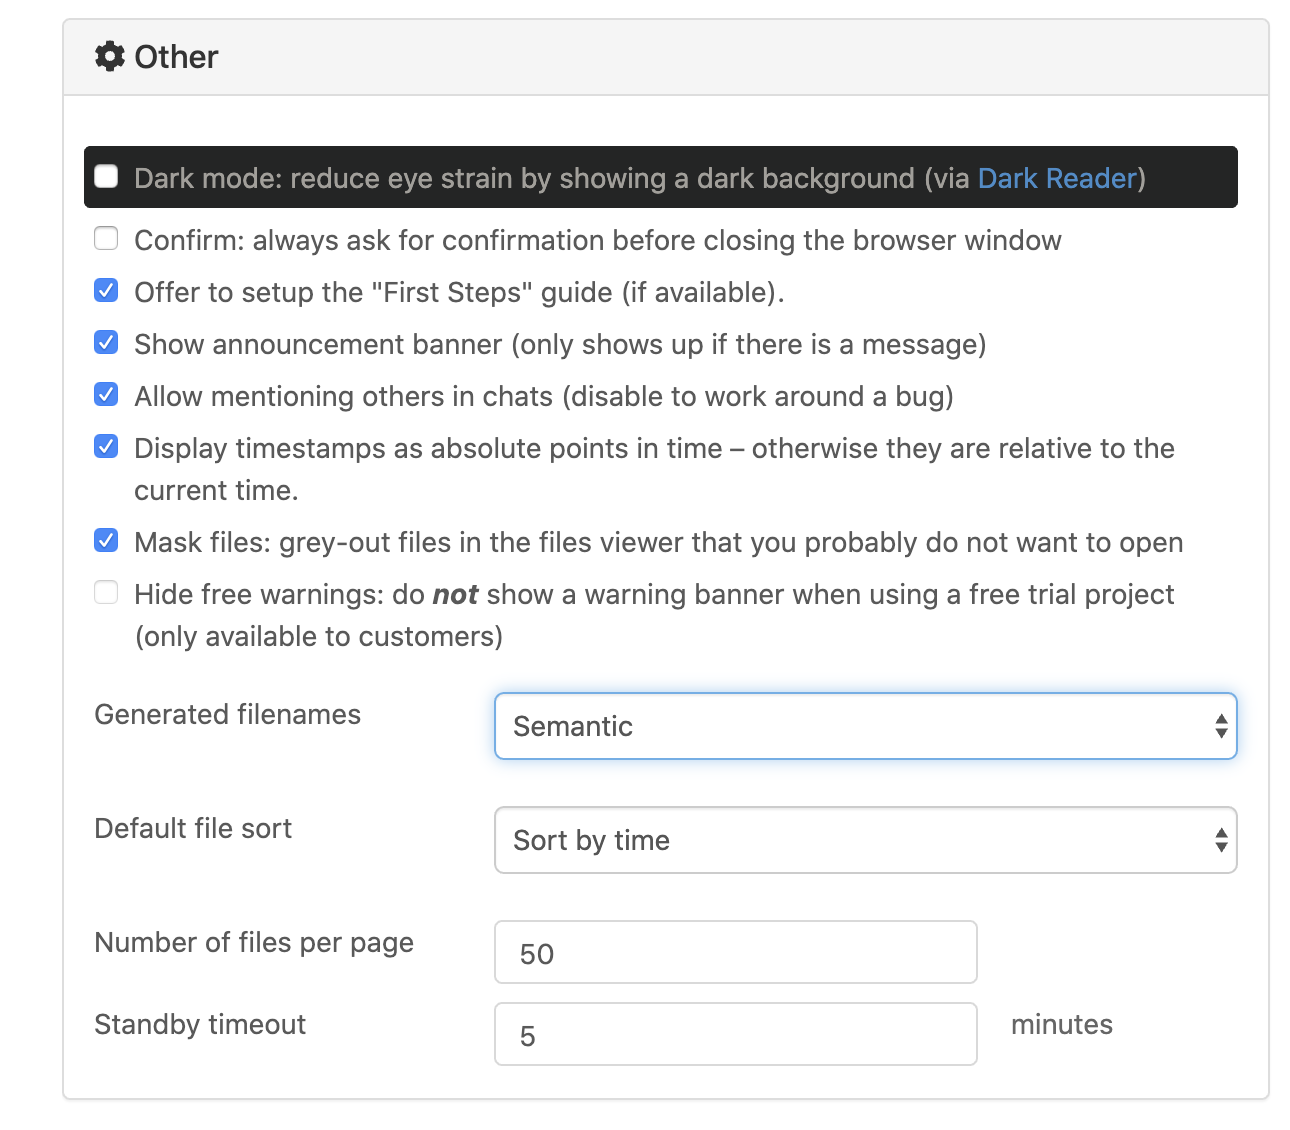 Other
Dark mode: reduce eye strain by showing a dark background (via Dark Reader)
Confirm: always ask for confirmation before closing the browser window
Offer to setup the "First Steps" guide (if available).
Show announcement banner (only shows up if there is a message)
Allow mentioning others in chats (disable to work around a bug)
Display timestamps as absolute points in time – otherwise they are relative to the
current time.
Mask files: grey-out files in the files viewer that you probably do not want to open
Hide free warnings: do not show a warning banner when using a free trial project
(only available to customers)
Generated filenames
Semantic
Default file sort
Sort by time
Number of files per page
50
Standby timeout
5
minutes